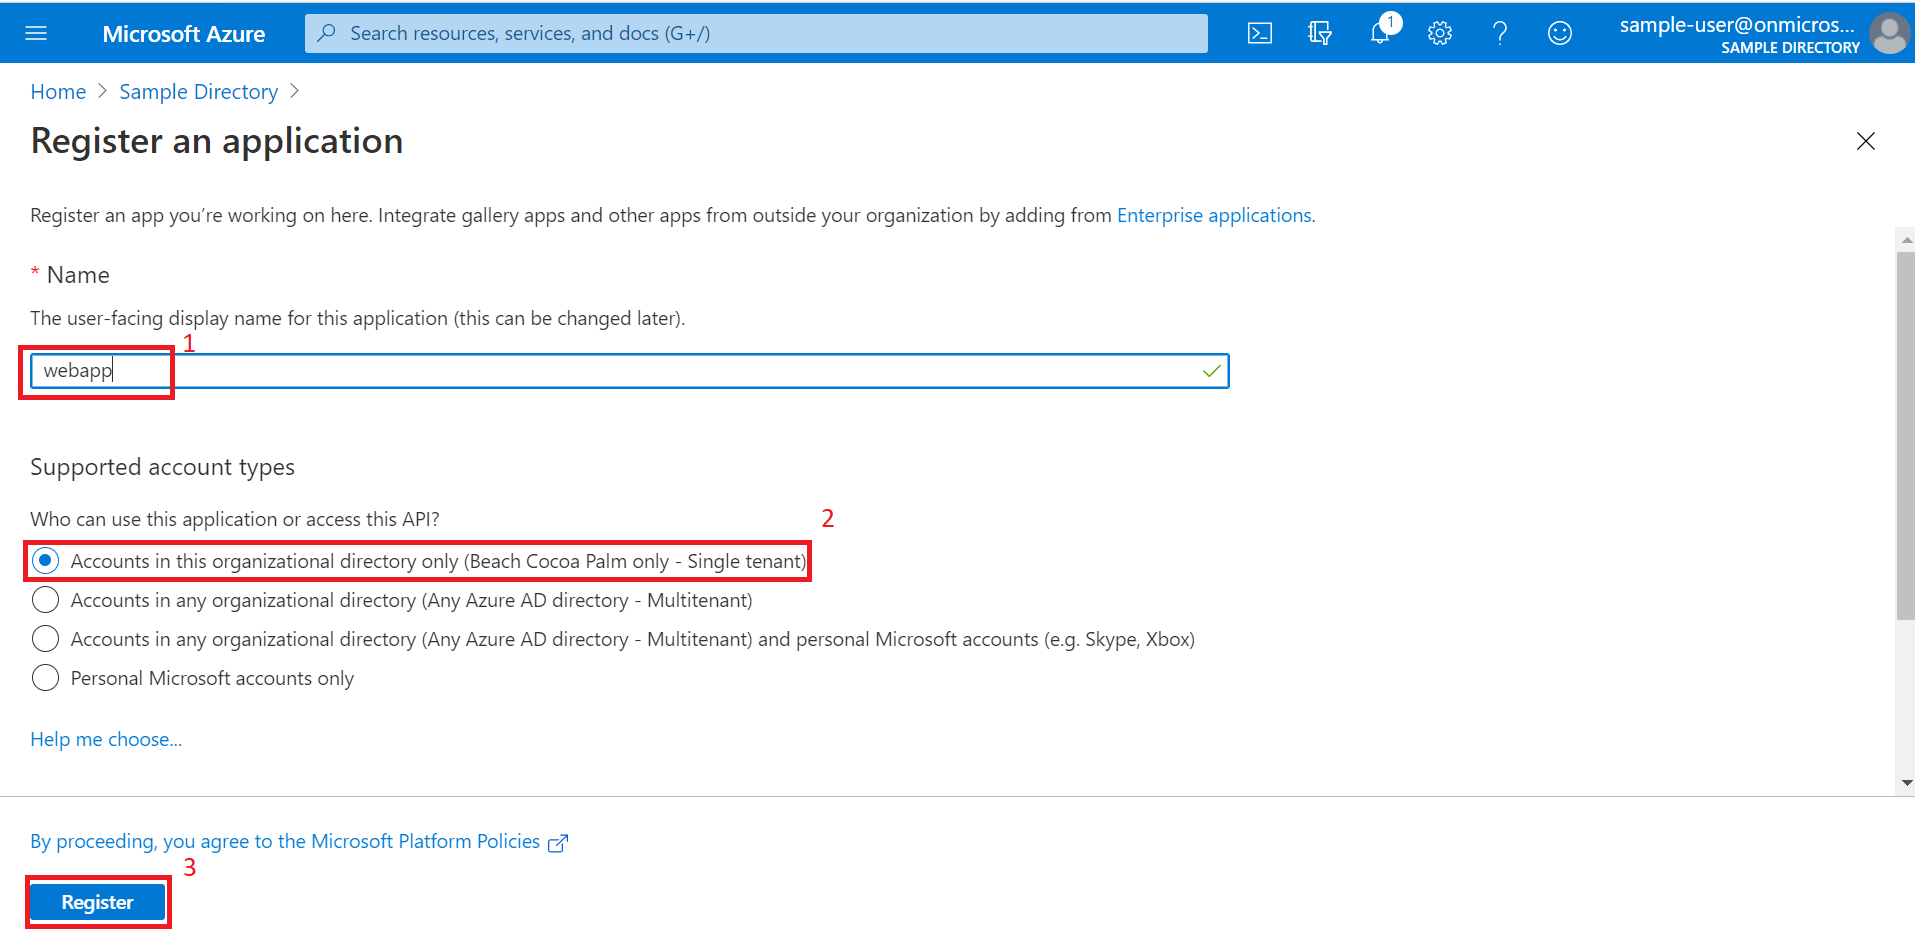 Microsoft Azure
Search resources, services, and docs (G+/)
1
sample-user@onmicros...
SAMPLE DIRECTORY
Home > Sample Directory >
Register an application
Register an app you’re working on here. Integrate gallery apps and other apps from outside your organization by adding from Enterprise applications.
* Name
The user-facing display name for this application (this can be changed later).
1
webapp
Supported account types
Who can use this application or access this API?
2
Accounts in this organizational directory only (Beach Cocoa Palm only - Single tenant)
Accounts in any organizational directory (Any Azure AD directory - Multitenant)
Accounts in any organizational directory (Any Azure AD directory - Multitenant) and personal Microsoft accounts (e.g. Skype, Xbox)
Personal Microsoft accounts only
Help me choose...
By proceeding, you agree to the Microsoft Platform Policies
3
Register